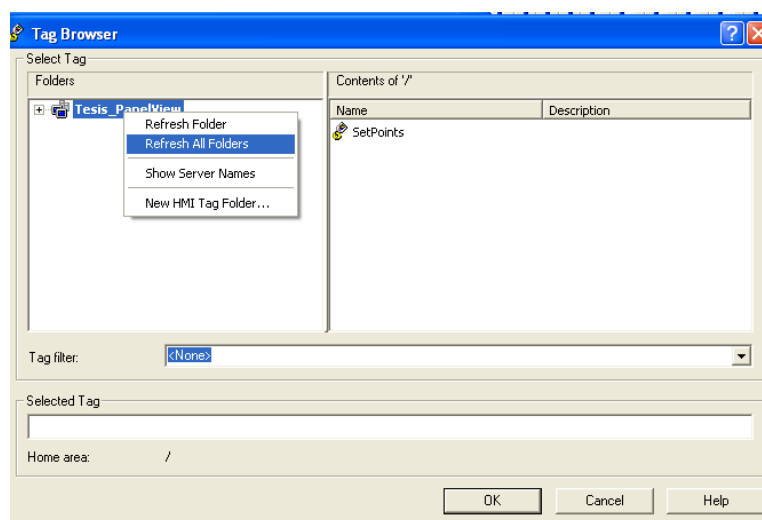 Tag Browser
Select Tag
Folders
Contents of '/'
Tesis_PanelView
Name
Description
SetPoints
Refresh Folder
Refresh All Folders
Show Server Names
New HMI Tag Folder...
Tag filter:
<None>
Selected Tag
Home area:
/
OK
Cancel
Help